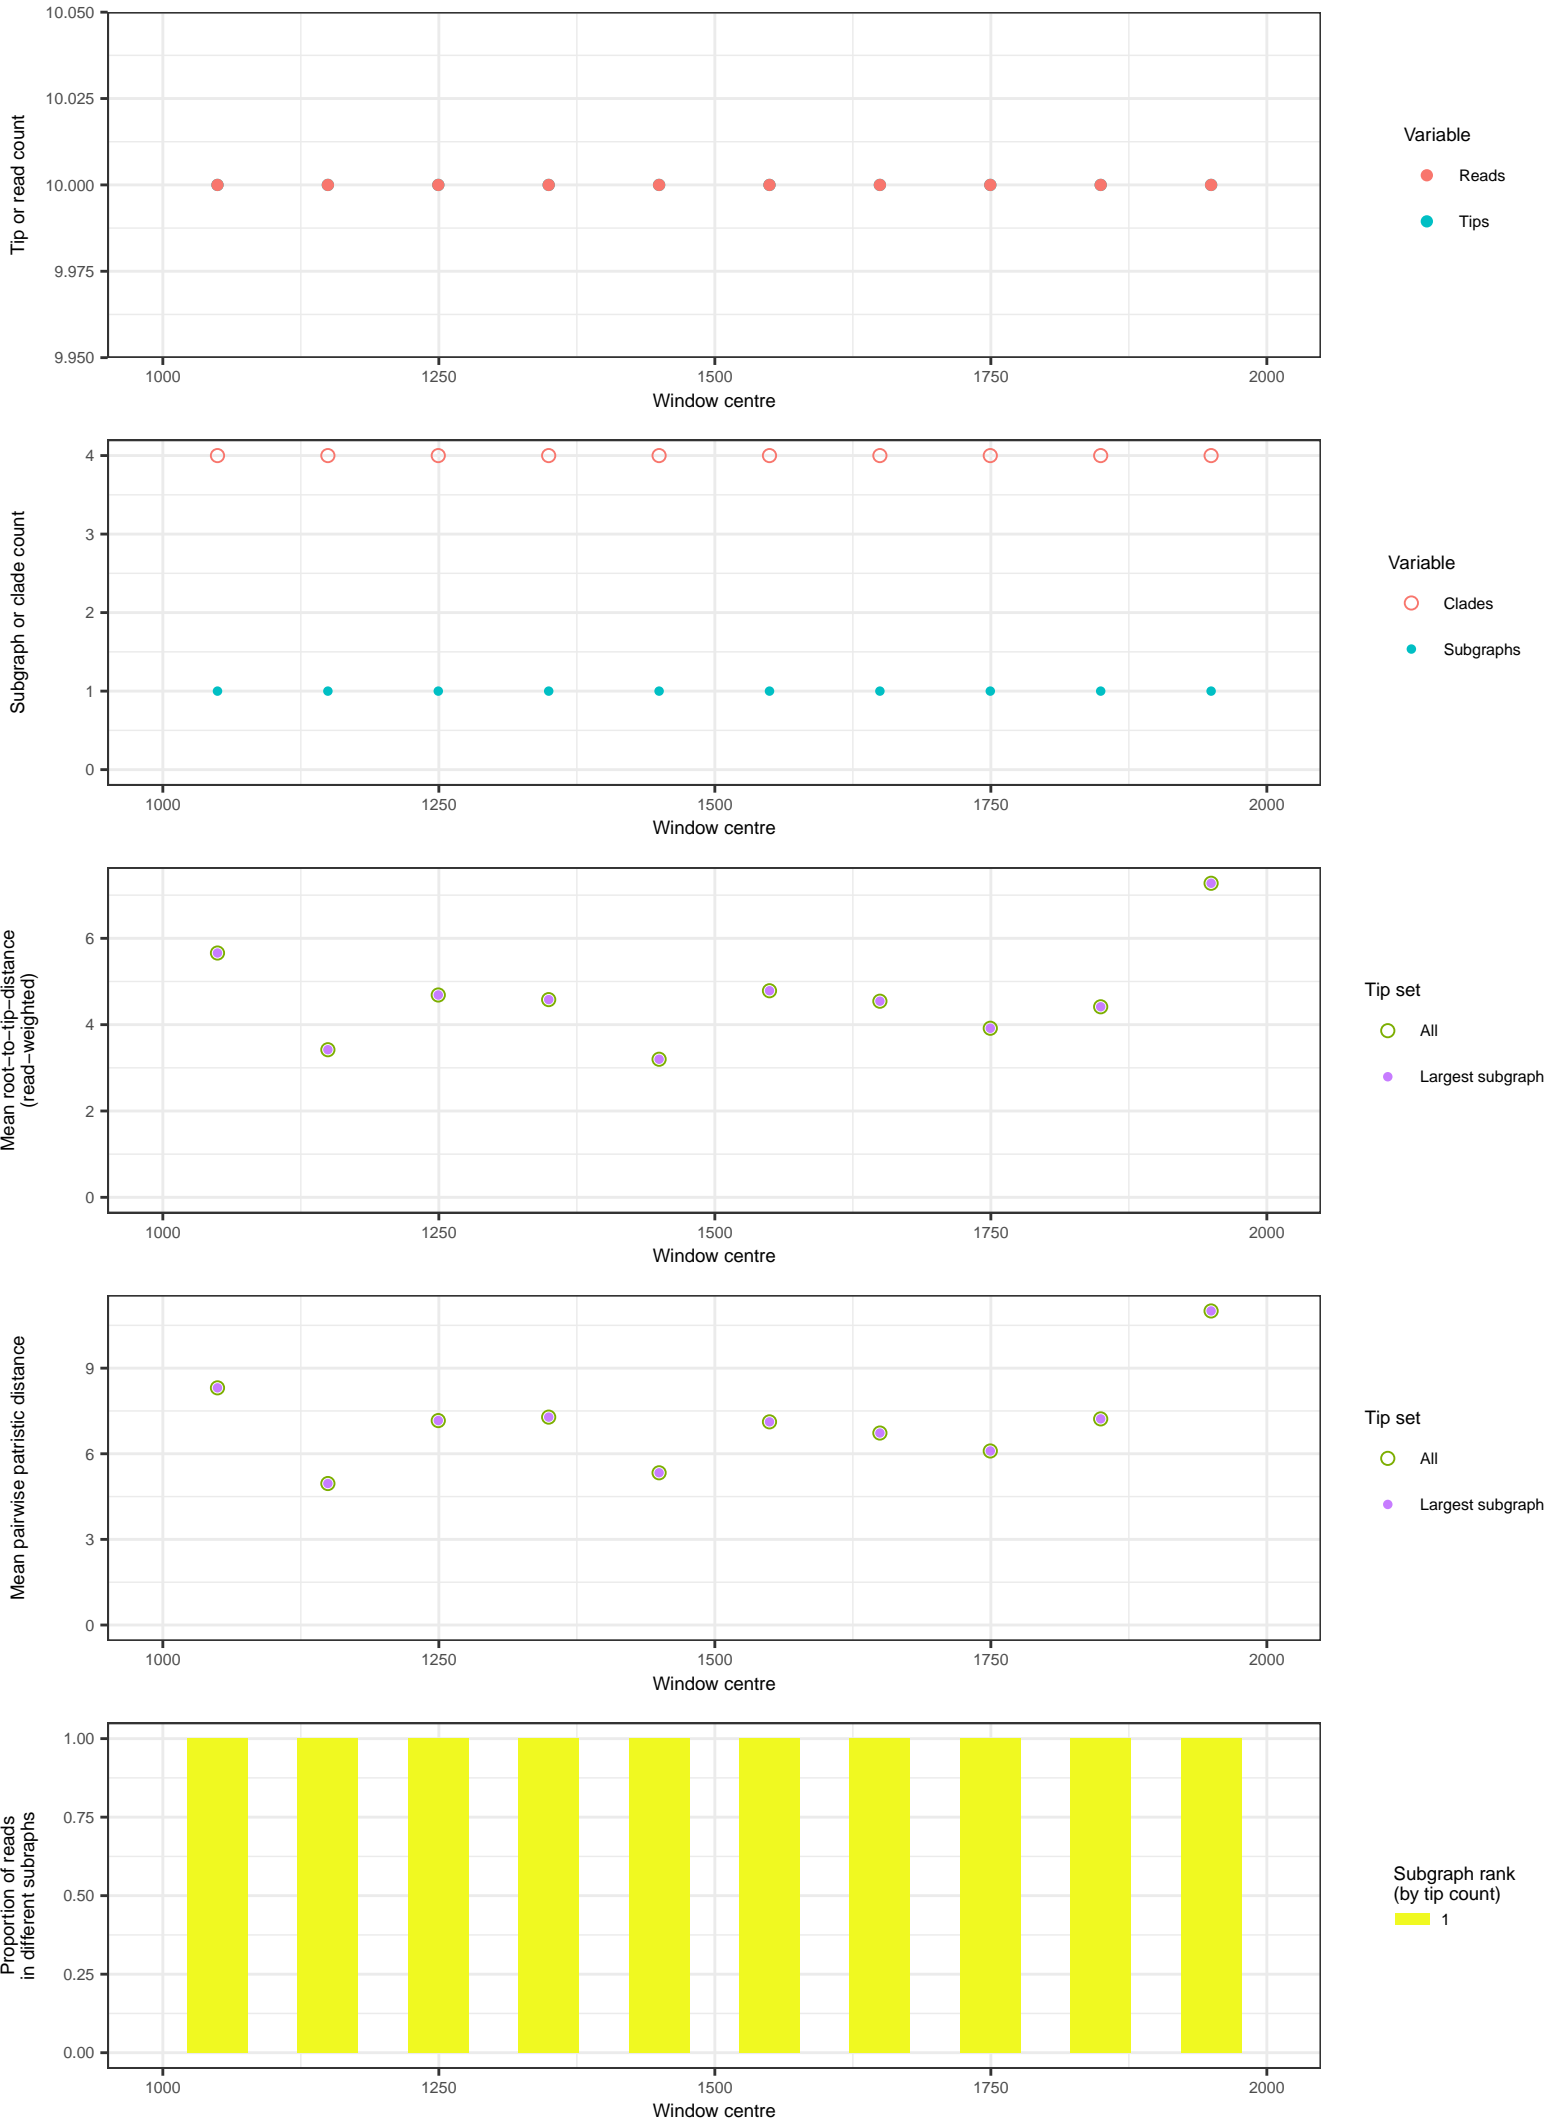 10.050
10.025
10.000
9.975
9.950
Tip or read count
1000 1250 1500 1750 2000
Window centre
Variable
Reads
Tips
4
3
2
1
0
Subgraph or clade count
1000 1250 1500 1750 2000
Window centre
Variable
Clades
Subgraphs
6
4
2
0
Mean root−to−tip−distance
(read−weighted)
1000 1250 1500 1750 2000
Window centre
Tip set
All
Largest subgraph
9
6
3
0
Mean pairwise patristic distance
1000 1250 1500 1750 2000
Window centre
Tip set
All
Largest subgraph
1.00
0.75
0.50
0.25
0.00
Proportion of reads
in different subraphs
1000 1250 1500 1750 2000
Window centre
Subgraph rank
(by tip count)
1